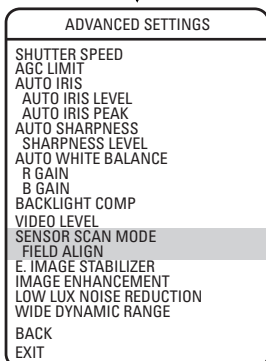 ADVANCED SETTINGS
SHUTTER SPEED
AGC LIMIT
AUTO IRIS
AUTO IRIS LEVEL
AUTO IRIS PEAK
AUTO SHARPNESS
SHARPNESS LEVEL
AUTO WHITE BALANCE
R GAIN
B GAIN
BACKLIGHT COMP
VIDEO LEVEL
SENSOR SCAN MODE
FIELD ALIGN
E. IMAGE STABILIZER
IMAGE ENHANCEMENT
LOW LUX NOISE REDUCTION
WIDE DYNAMIC RANGE
BACK
EXIT